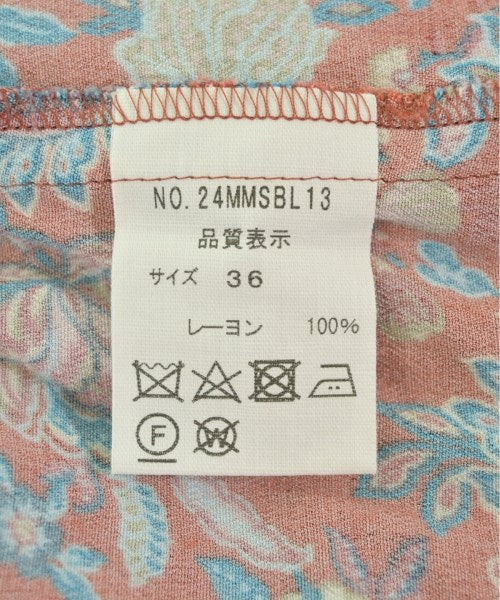 NO. 24MMSBL13
品質表示
サイズ 36
レーヨン 100%
F W